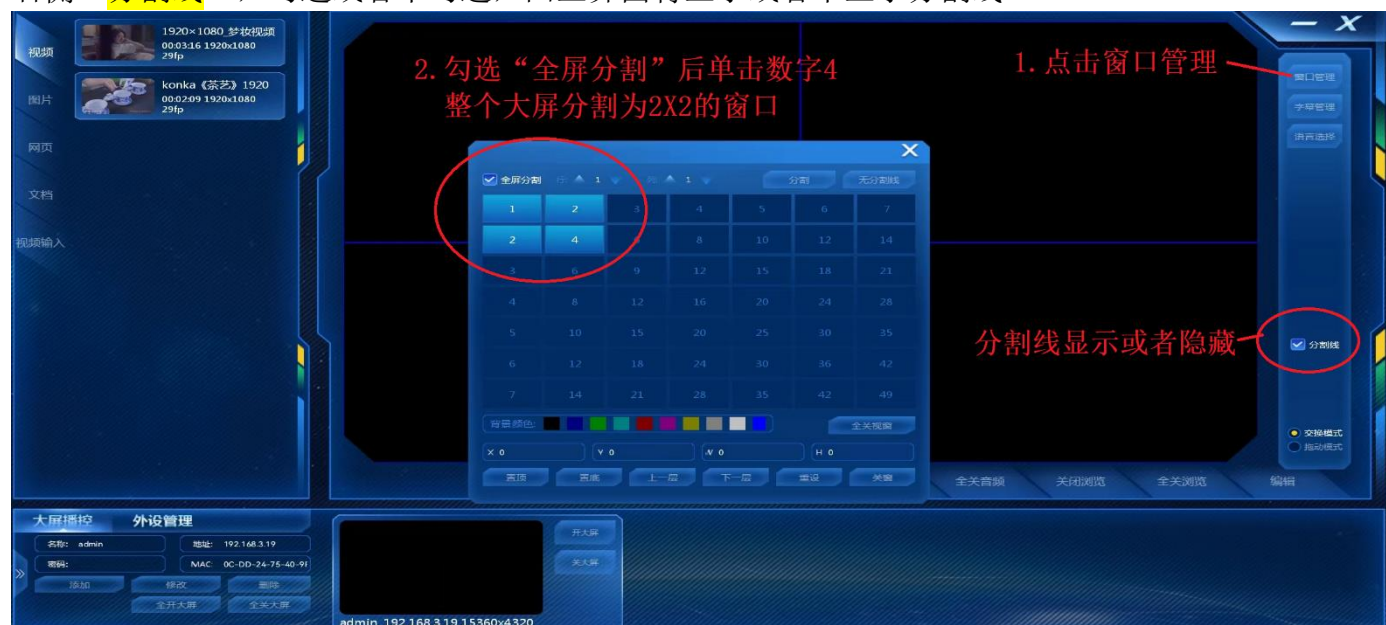 视频
图片
网页
文档
视频输入
1920×1080_梦妆视频
00:03:16 1920x1080
29fp
konka《茶艺》1920
00:02:09 1920x1080
29fp
2.勾选“全屏分割”后单击数字4
整个大屏分割为2X2的窗口
1.点击窗口管理
X
窗口管理
字幕管理
语言选择
X
全屏分割 行: 1 列: 1 分割 无分割线
1 2 3 4 5 6 7
2 4 6 8 10 12 14
3 6 9 12 15 18 21
4 8 12 16 20 24 28
5 10 15 20 25 30 35
6 12 18 24 30 36 42
7 14 21 28 35 42 49
背景颜色: 全关视窗
X 0 Y 0 W 0 H 0
置顶 置底 上一层 下一层 重设 关窗
分割线显示或者隐藏
分割线
交换模式
拖动模式
全关音频 关闭浏览 全关浏览 编辑
大屏播控 外设管理
名称: admin 地址: 192.168.3.19
密码: MAC: 0C-DD-24-75-40-9F
添加 修改 删除
全开大屏 全关大屏
开大屏
关大屏
admin 192.168.3.19 15360x4320